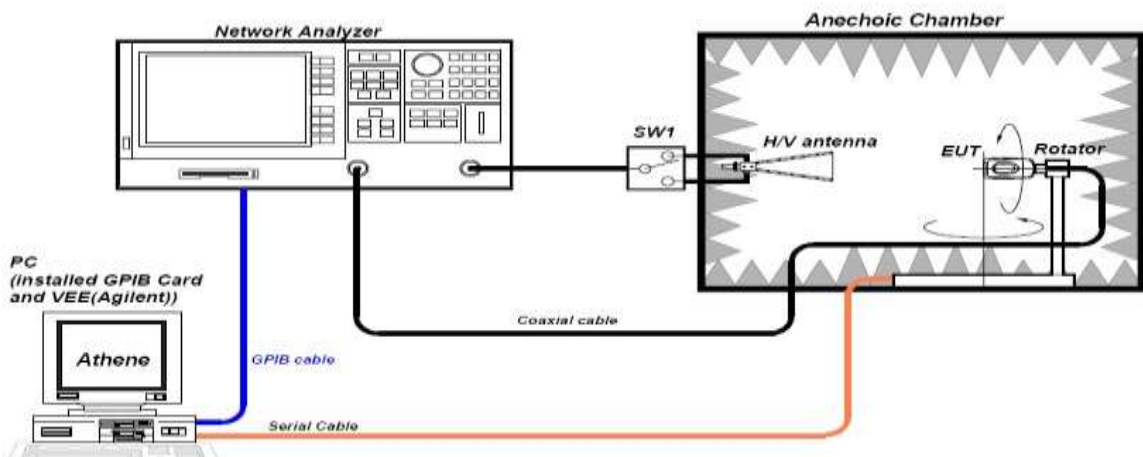 Anechoic Chamber
Network Analyzer
SW1
H/V antenna
EUT
Rotator
PC
(installed GPIB Card
and VEE(Agilent))
Coaxial cable
Athene
GPIB cable
Serial Cable